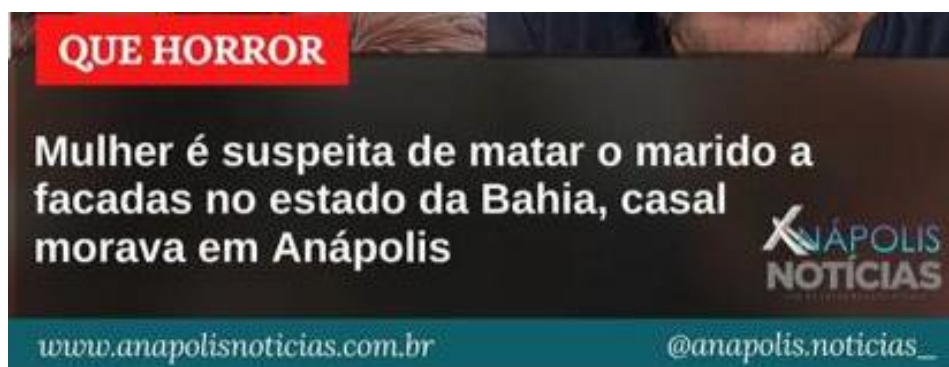 QUE HORROR
Mulher é suspeita de matar o marido a
facadas no estado da Bahia, casal
morava em Anápolis
XNÁPOLIS
NOTÍCIAS
www.anapolisnoticias.com.br
@anapolis.noticias_